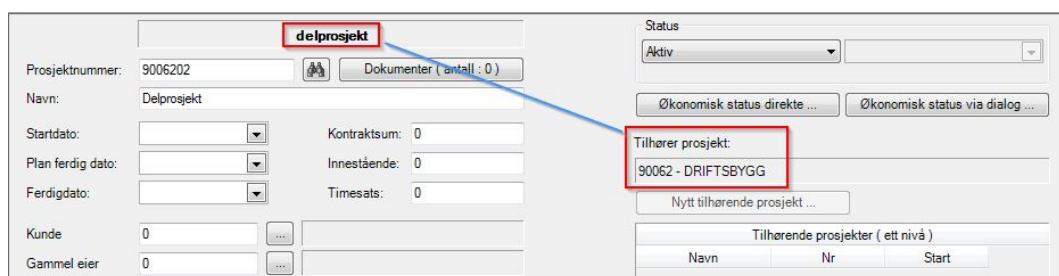 delprosjekt
Prosjektnummer: 9006202 Dokumenter ( antall : 0 )
Navn: Delprosjekt
Startdato: Kontraktsum: 0
Plan ferdig dato: Innestående: 0
Ferdigdato: Timesats: 0
Kunde 0 ...
Gammel eier 0 ...
Status
Aktiv
Økonomisk status direkte ... Økonomisk status via dialog ...
Tilhører prosjekt:
90062 - DRIFTSBYGG
Nytt tilhørende prosjekt ...
Tilhørende prosjekter ( ett nivå )
Navn Nr Start